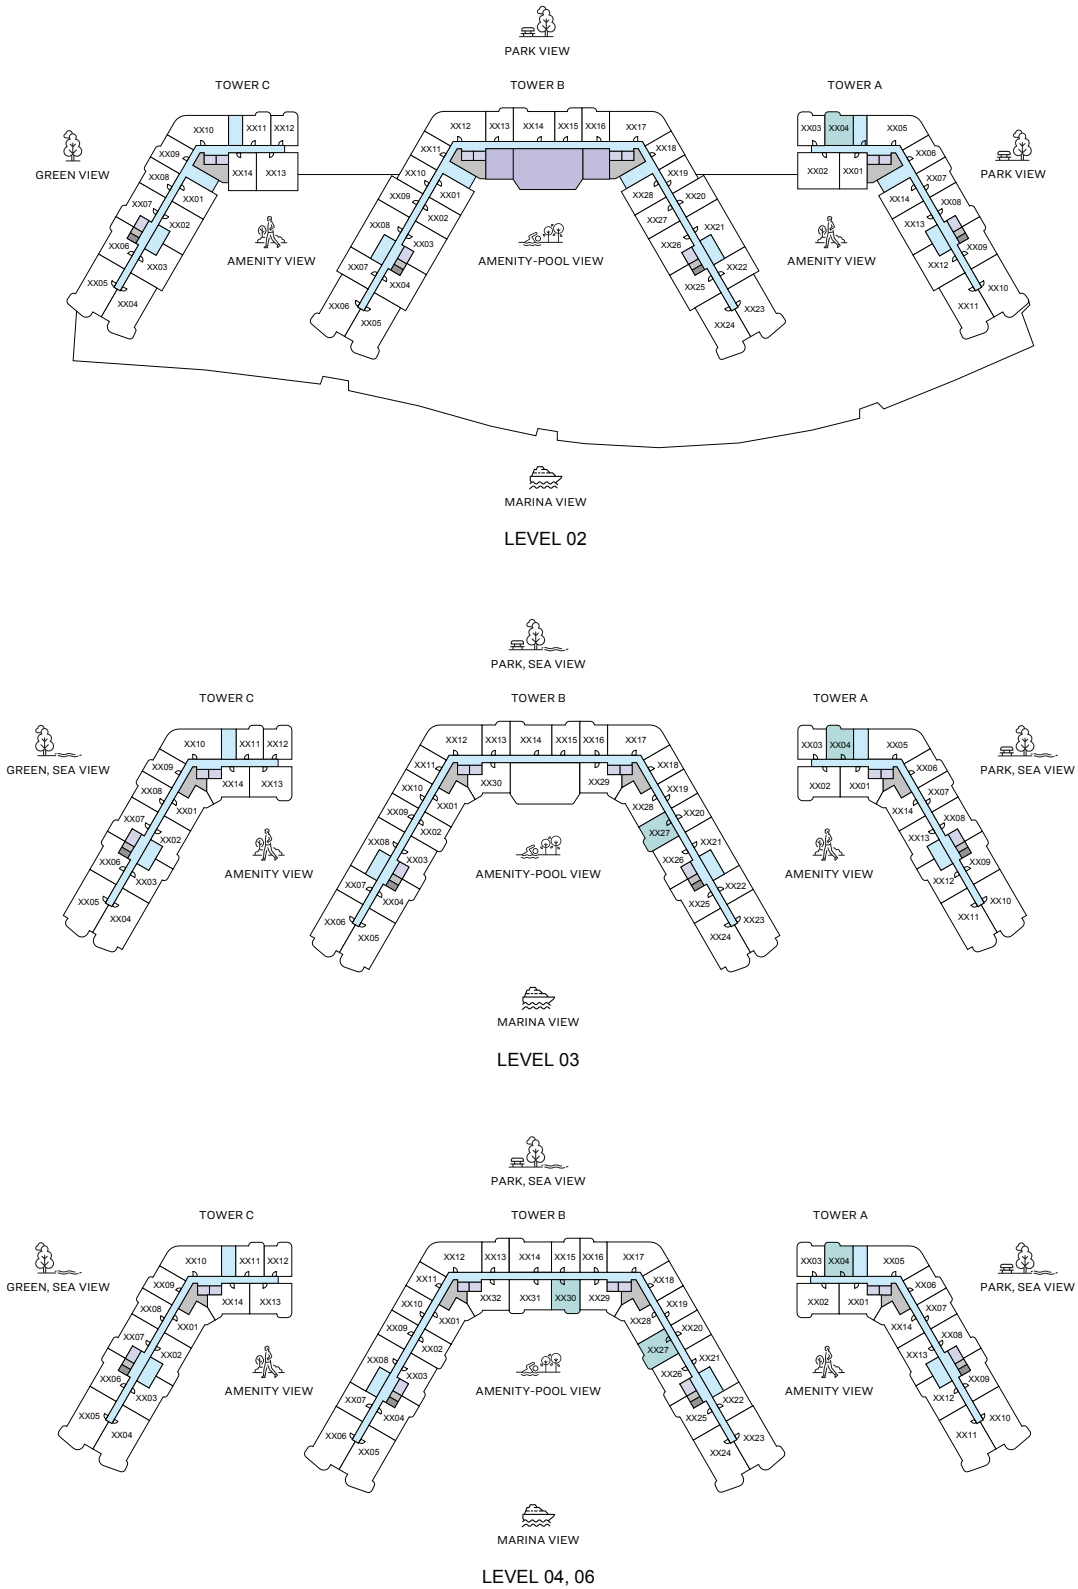 PARK VIEW
TOWER C
TOWER B
TOWER A
GREEN VIEW
PARK VIEW
XX10
XX11
XX12
XX09
XX08
XX07
XX06
XX05
XX04
XX03
XX02
XX01
XX14
XX13
AMENITY VIEW
XX12
XX13
XX14
XX15
XX16
XX17
XX11
XX10
XX09
XX08
XX07
XX06
XX05
XX04
XX03
XX02
XX01
XX18
XX19
XX20
XX21
XX22
XX23
XX24
XX25
XX26
XX27
XX28
AMENITY-POOL VIEW
XX03
XX04
XX05
XX06
XX07
XX08
XX09
XX10
XX11
XX12
XX13
XX14
XX01
XX02
AMENITY VIEW
MARINA VIEW
LEVEL 02
PARK, SEA VIEW
TOWER C
TOWER B
TOWER A
GREEN, SEA VIEW
PARK, SEA VIEW
XX10
XX11
XX12
XX09
XX08
XX07
XX06
XX05
XX04
XX03
XX02
XX01
XX14
XX13
AMENITY VIEW
XX12
XX13
XX14
XX15
XX16
XX17
XX11
XX10
XX09
XX08
XX07
XX06
XX05
XX04
XX03
XX02
XX01
XX30
XX29
XX18
XX19
XX20
XX21
XX22
XX23
XX24
XX25
XX26
XX27
XX28
AMENITY-POOL VIEW
XX03
XX04
XX05
XX06
XX07
XX08
XX09
XX10
XX11
XX12
XX13
XX14
XX01
XX02
AMENITY VIEW
MARINA VIEW
LEVEL 03
PARK, SEA VIEW
TOWER C
TOWER B
TOWER A
GREEN, SEA VIEW
PARK, SEA VIEW
XX10
XX11
XX12
XX09
XX08
XX07
XX06
XX05
XX04
XX03
XX02
XX01
XX14
XX13
AMENITY VIEW
XX12
XX13
XX14
XX15
XX16
XX17
XX11
XX10
XX09
XX08
XX07
XX06
XX05
XX04
XX03
XX02
XX01
XX32
XX31
XX30
XX29
XX18
XX19
XX20
XX21
XX22
XX23
XX24
XX25
XX26
XX27
XX28
AMENITY-POOL VIEW
XX03
XX04
XX05
XX06
XX07
XX08
XX09
XX10
XX11
XX12
XX13
XX14
XX01
XX02
AMENITY VIEW
MARINA VIEW
LEVEL 04, 06